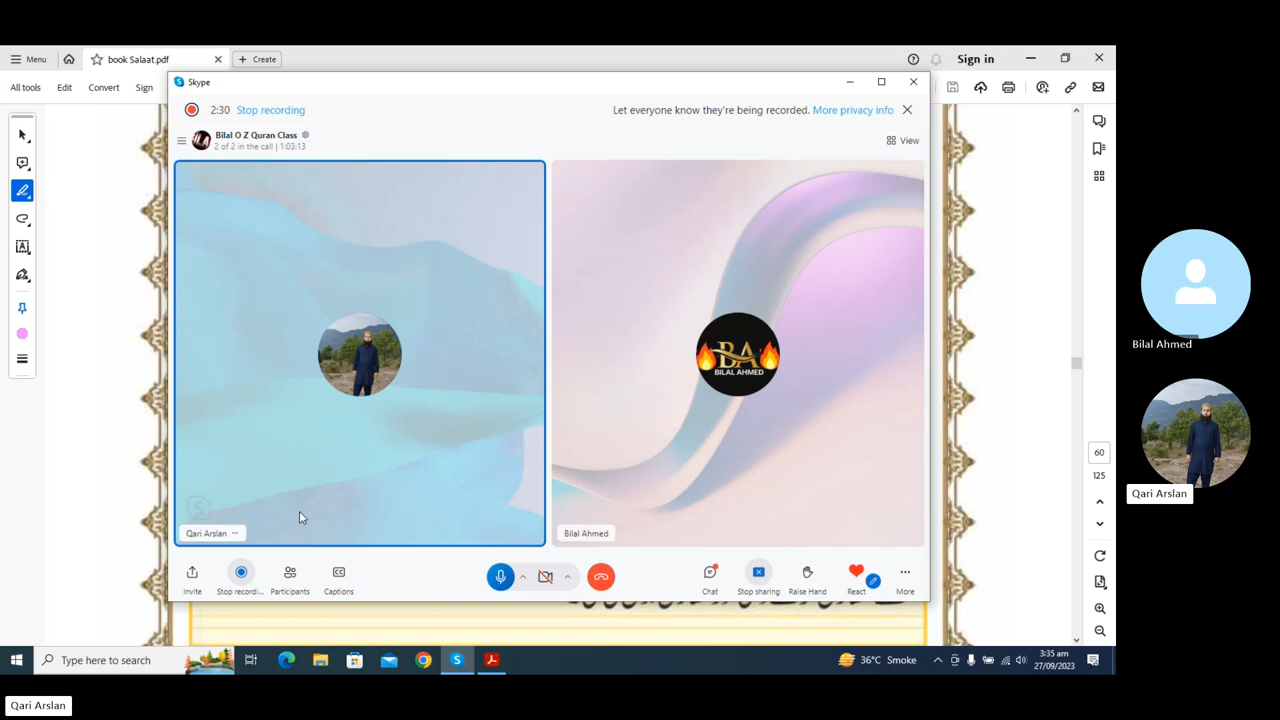 Menu
book Salaat.pdf
Create
Sign in
All tools
Edit
Convert
Sign
Skype
2:30 Stop recording
Let everyone know they're being recorded. More privacy info
Bilal O Z Quran Class
2 of 2 in the call | 1:03:13
View
BA
BILAL AHMED
Qari Arslan
Bilal Ahmed
Invite
Stop recordi...
Participants
Captions
Chat
Stop sharing
Raise Hand
React
More
60
125
Bilal Ahmed
Qari Arslan
Type here to search
36°C Smoke
3:35 am
27/09/2023
Qari Arslan